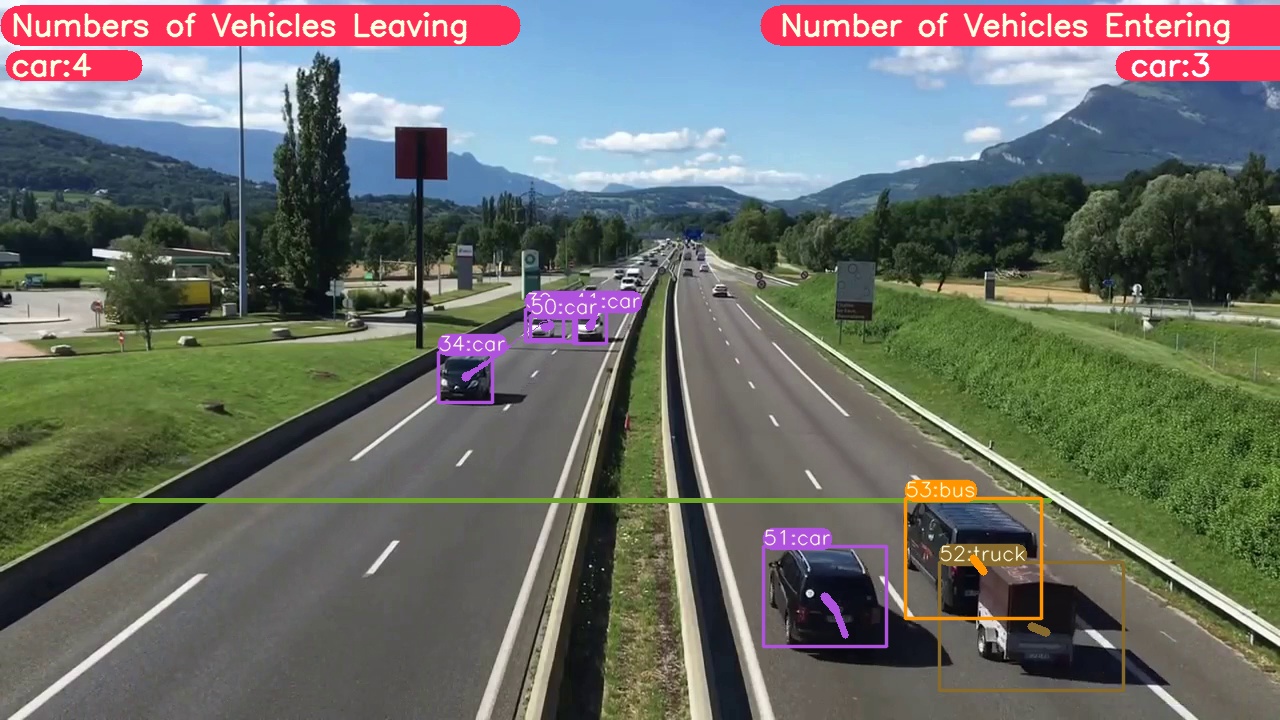 Numbers of Vehicles Leaving
Number of Vehicles Entering
car:4
car:3
50:car
car
34:car
53:bus
51:car
52:truck